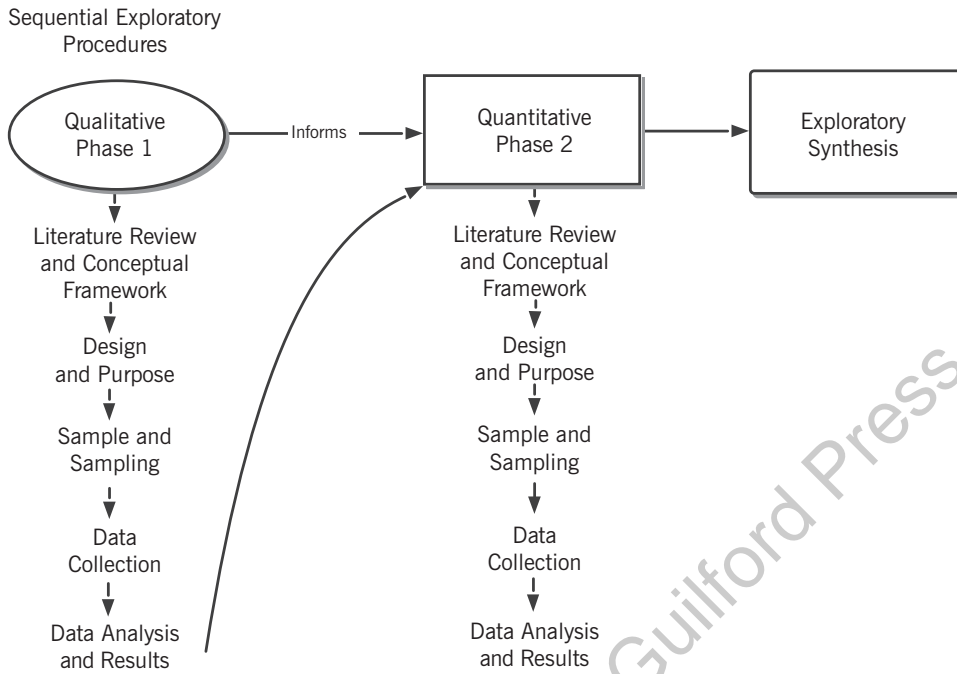 Sequential Exploratory
Procedures
Qualitative
Phase 1
Informs
Quantitative
Phase 2
Exploratory
Synthesis
Literature Review
and Conceptual
Framework
Design
and Purpose
Sample and
Sampling
Data
Collection
Data Analysis
and Results
Literature Review
and Conceptual
Framework
Design
and Purpose
Sample and
Sampling
Data
Collection
Data Analysis
and Results
Guilford Press